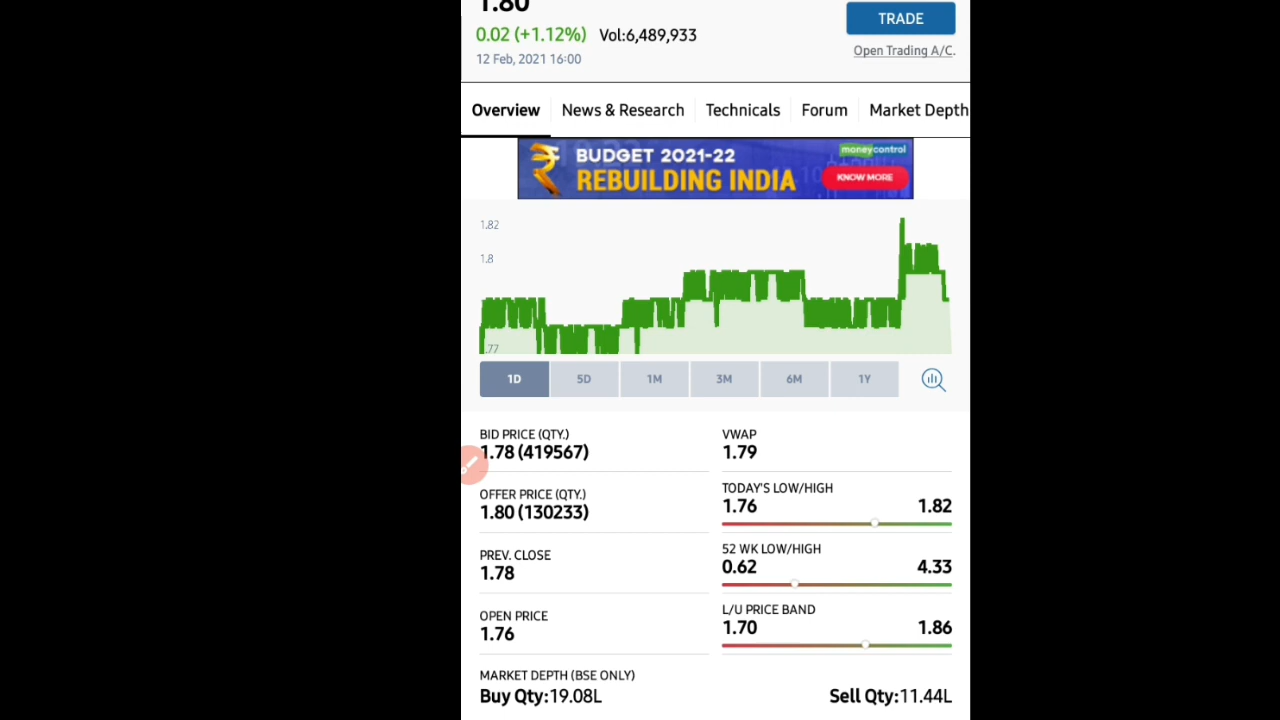 1.80
0.02 (+1.12%) Vol:6,489,933
12 Feb, 2021 16:00
TRADE
Open Trading A/C.
Overview News & Research Technicals Forum Market Depth
BUDGET 2021-22
REBUILDING INDIA
moneycontrol
KNOW MORE
1.82
1.8
.77
1D 5D 1M 3M 6M 1Y
BID PRICE (QTY.)
1.78 (419567)
VWAP
1.79
OFFER PRICE (QTY.)
1.80 (130233)
TODAY'S LOW/HIGH
1.76 1.82
PREV. CLOSE
1.78
52 WK LOW/HIGH
0.62 4.33
OPEN PRICE
1.76
L/U PRICE BAND
1.70 1.86
MARKET DEPTH (BSE ONLY)
Buy Qty:19.08L Sell Qty:11.44L